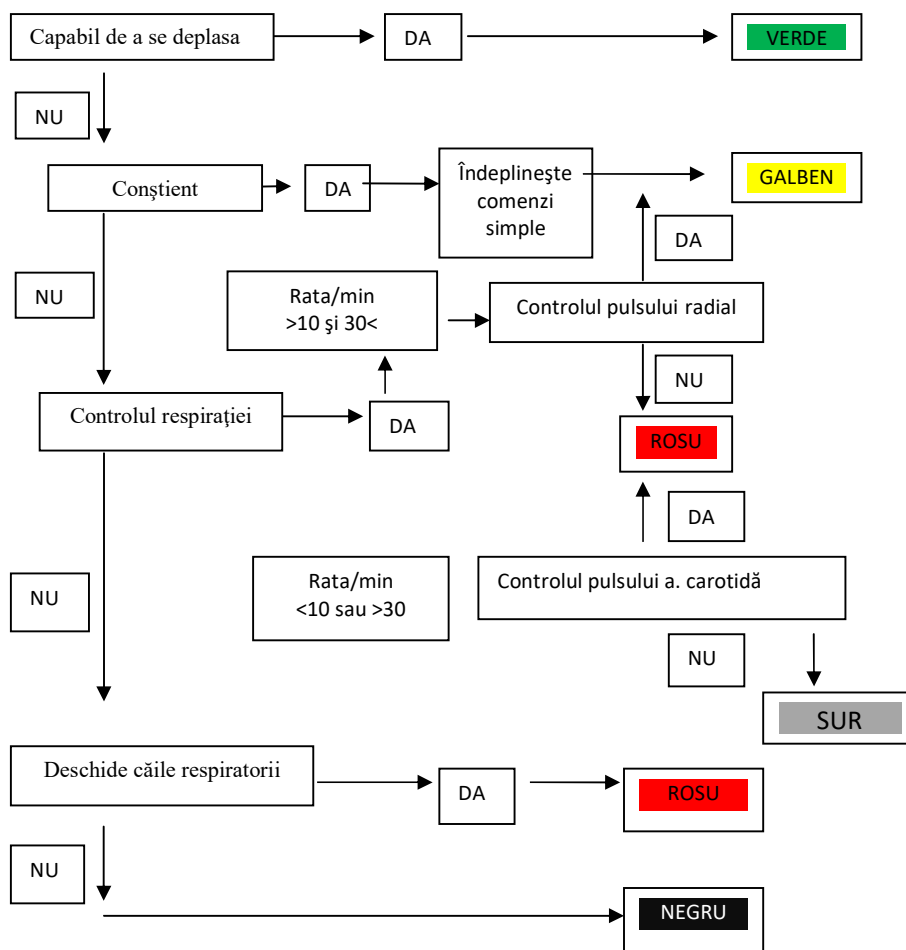 Capabil de a se deplasa
DA
VERDE
NU
Conştient
DA
Îndeplineşte
comenzi
simple
GALBEN
DA
NU
Rata/min
>10 şi 30<
Controlul pulsului radial
NU
Controlul respiraţiei
DA
ROSU
DA
Rata/min
<10 sau >30
Controlul pulsului a. carotidă
NU
NU
SUR
Deschide căile respiratorii
DA
ROSU
NU
NEGRU